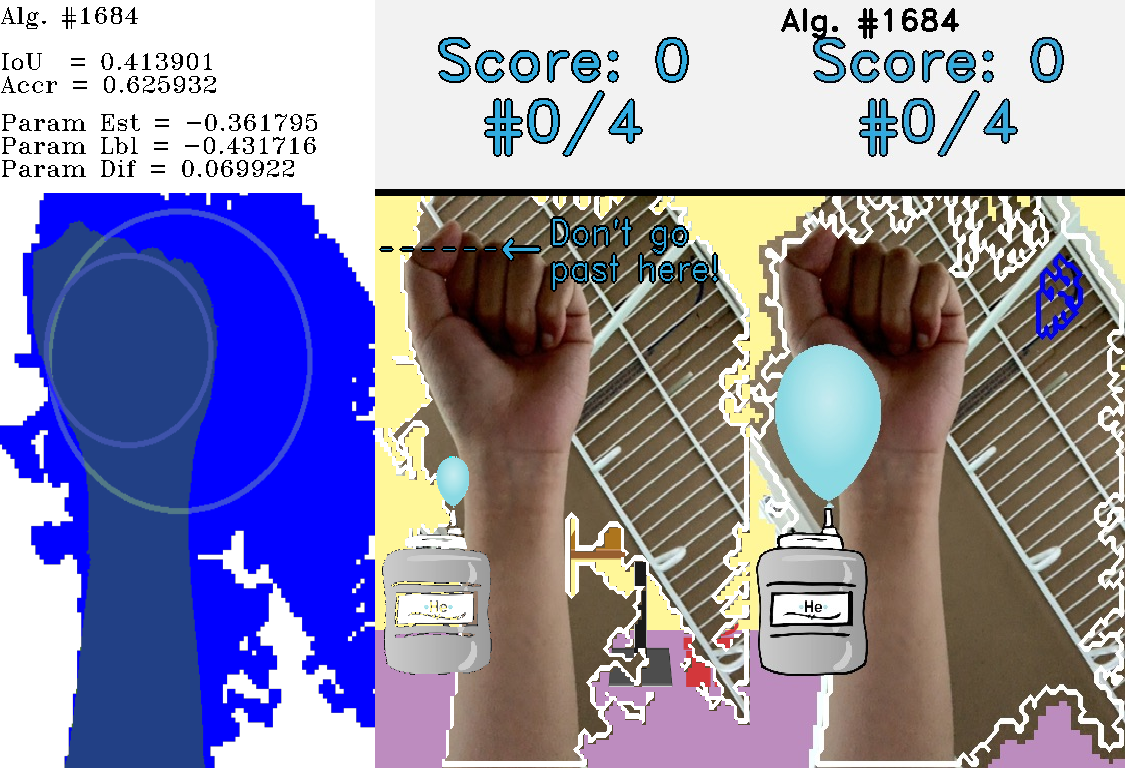 Alg. #1684
IoU = 0.413901
Accr = 0.625932
Param Est = -0.361795
Param Lbl = -0.431716
Param Dif = 0.069922
Score: 0
#0/4
Don't go
past here!
He
Alg. #1684
Score: 0
#0/4
He